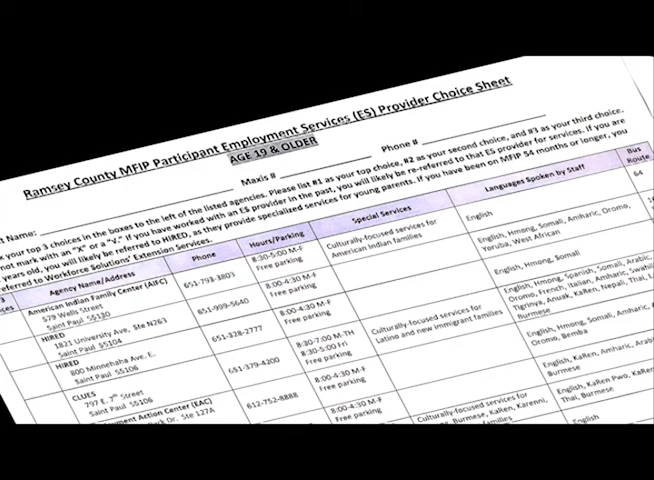 Ramsey County MFIP Participant Employment Services (ES) Provider Choice Sheet
AGE 19 & OLDER
Name: Maxis # Phone #
your top 3 choices in the boxes to the left of the listed agencies. Please list #1 as your top choice, #2 as your second choice, and #3 as your third choice.
not mark with an "X" or a "V." If you have worked with an ES provider in the past, you will likely be re-referred to that ES provider for services. If you are
years old, you will likely be referred to HIRED, as they provide specialized services for young parents. If you have been on MFIP 54 months or longer, you
referred to Workforce Solutions' Extension Services.
Agency Name/Address Phone Hours/Parking Special Services Languages Spoken by Staff Bus Route
American Indian Family Center (AIFC)
579 Wells Street
Saint Paul 55130
651-793-3803
8:30-5:00 M-F
Free parking
Culturally-focused services for
American Indian families
English
64
HIRED
1821 University Ave, Ste N263
Saint Paul 55104
651-999-5640
8:00-4:30 M-F
Free parking
English, Hmong, Somali, Amharic, Oromo,
Yoruba, West African
HIRED
800 Minnehaha Ave. E.
Saint Paul 55106
651-328-2777
8:00-4:30 M-F
Free parking
English, Hmong, Somali
CLUES
797 E. 7th Street
Saint Paul 55106
651-379-4200
8:30-7:00 M-TH
8:30-5:00 Fri
Free parking
Culturally-focused services for
Latino and new immigrant families
English, Hmong, Spanish, Somali, Arabic,
Oromo, French, Italian, Amharic, Swahili,
Tigrinya, Anuak, KaRen, Nepali, Thai,
Burmese
Action Center (EAC)
Park Dr. Ste 127A
612-752-8888
8:00-4:30 M-F
Free parking
English, Hmong, Somali, Amharic,
Oromo, Bemba
8:00-4:30 M-F
Free parking
Culturally-focused services for
Burmese, KaRen, Karenni,
English, KaRen, Amharic,
Burmese
English, KaRen Pwo, KaRen
Thai, Burmese
English